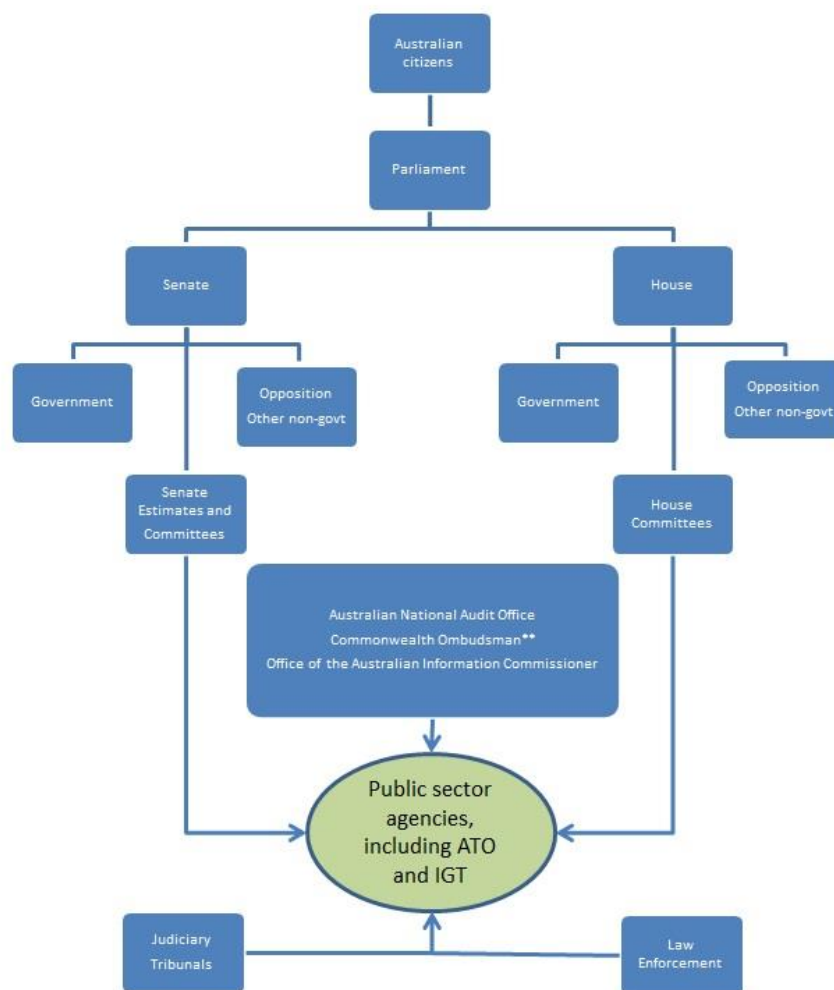 Australian
citizens
Parliament
Senate
House
Government
Opposition
Other non-govt
Government
Opposition
Other non-govt
Senate
Estimates and
Committees
House
Committees
Australian National Audit Office
Commonwealth Ombudsman**
Office of the Australian Information Commissioner
Public sector
agencies,
including ATO
and IGT
Judiciary
Tribunals
Law
Enforcement